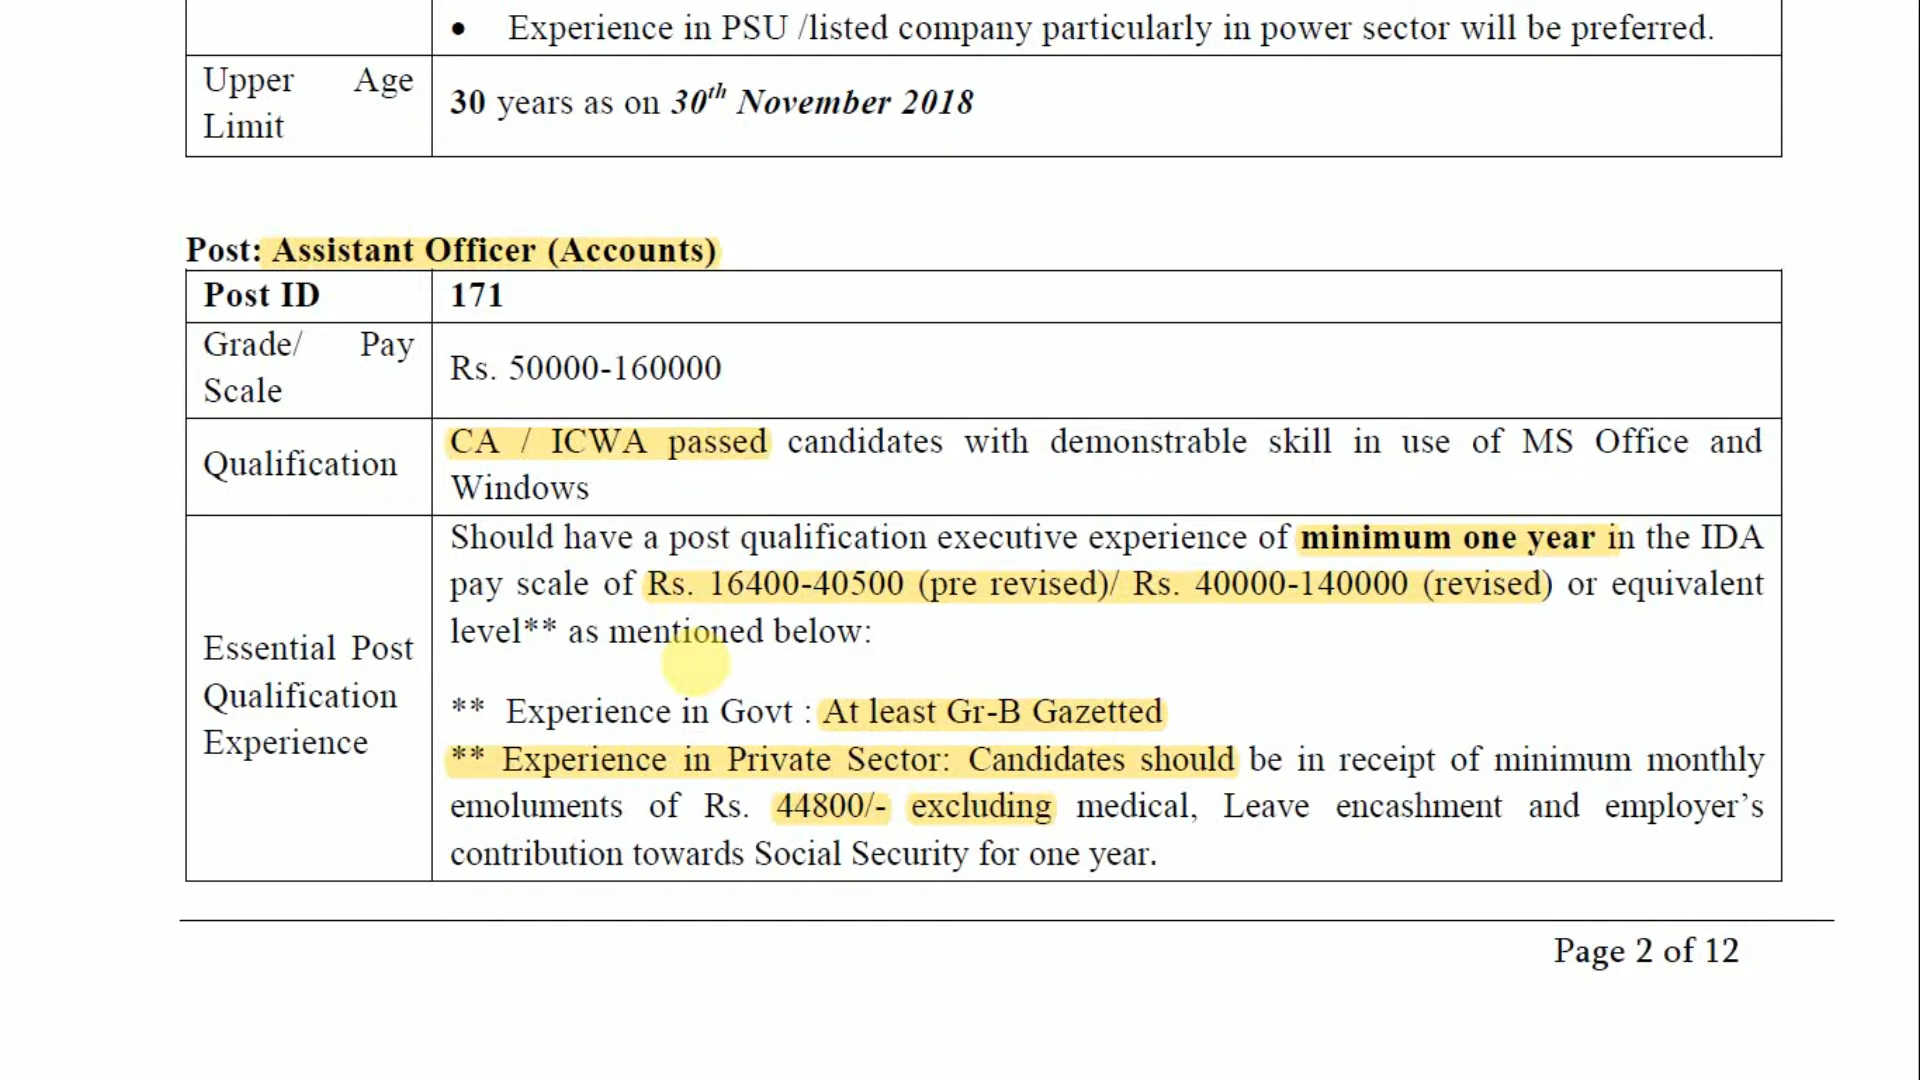 • Experience in PSU /listed company particularly in power sector will be preferred.
Upper Age
Limit
30 years as on 30th November 2018
Post: Assistant Officer (Accounts)
Post ID
171
Grade/ Pay
Scale
Rs. 50000-160000
Qualification
CA / ICWA passed candidates with demonstrable skill in use of MS Office and
Windows
Essential Post
Qualification
Experience
Should have a post qualification executive experience of minimum one year in the IDA
pay scale of Rs. 16400-40500 (pre revised)/ Rs. 40000-140000 (revised) or equivalent
level** as mentioned below:
** Experience in Govt : At least Gr-B Gazetted
** Experience in Private Sector: Candidates should be in receipt of minimum monthly
emoluments of Rs. 44800/- excluding medical, Leave encashment and employer’s
contribution towards Social Security for one year.
Page 2 of 12